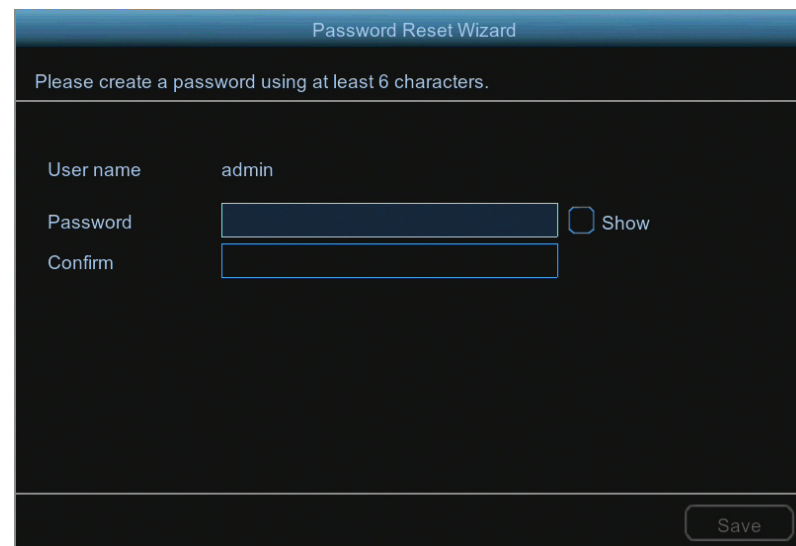 Password Reset Wizard
Please create a password using at least 6 characters.
User name admin
Password Show
Confirm
Save